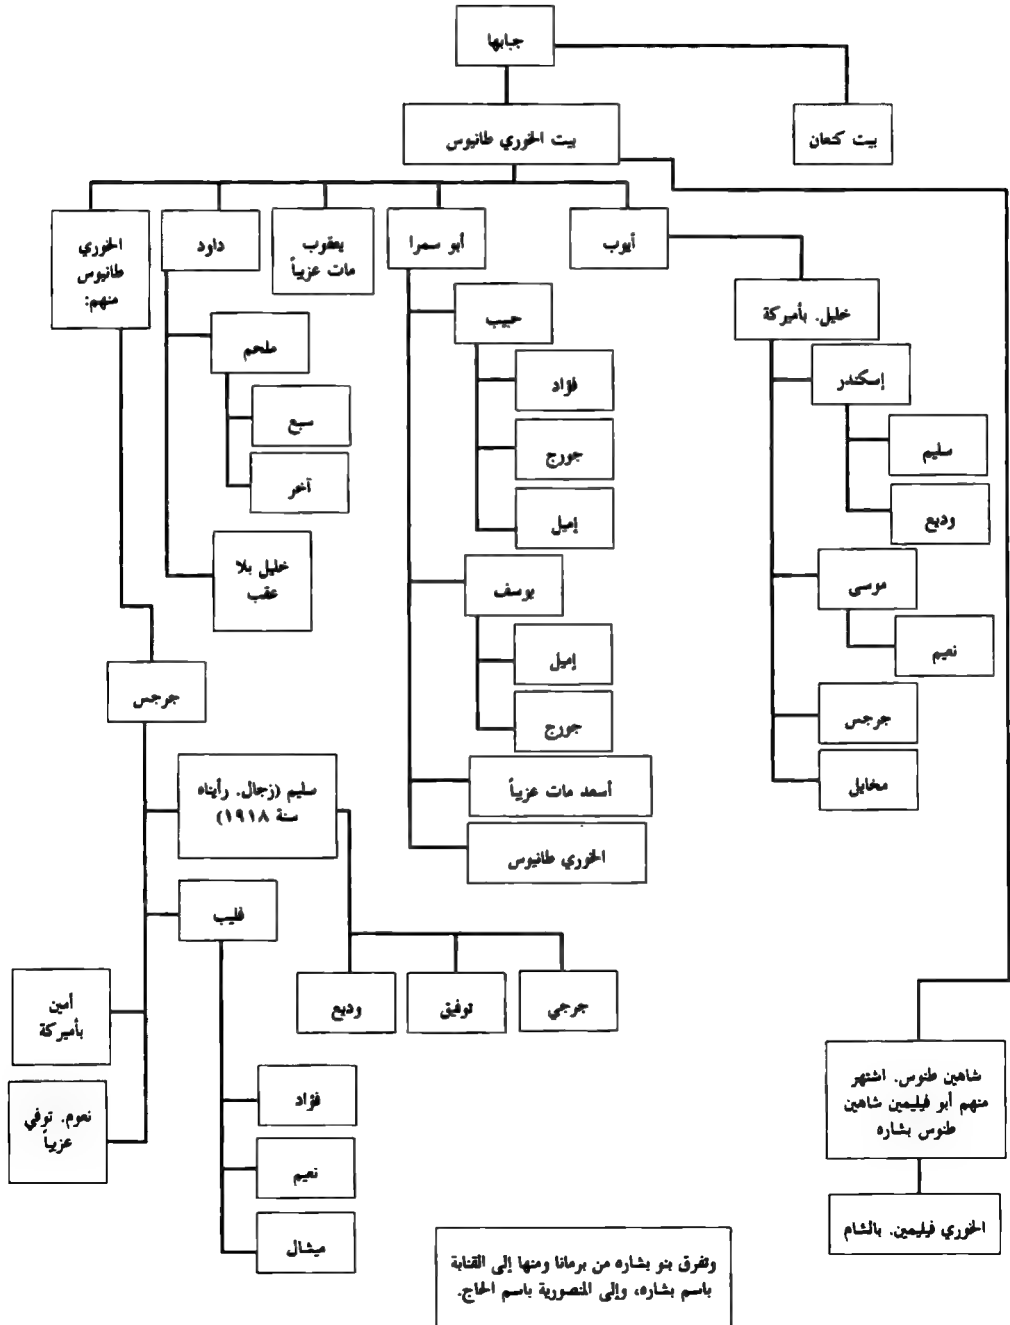 جبابها
بيت كنعان
بيت الخوري طانيوس
أيوب
أبو سمرا
يعقوب
مات عزيباً
داود
الخوري
طانيوس
منهم:
خليل. بأميركة
إسكندر
سليم
وديع
موسى
نعيم
جرجس
مخايل
حبيب
فؤاد
جورج
إميل
يوسف
إميل
جورج
أسعد مات عزيباً
الخوري طانيوس
ملحم
سبع
آخر
خليل بلا
عقب
جرجس
سليم (زجال. رأيناه
سنة ١٩١٨)
جرجي
توفيق
وديع
فليب
فؤاد
نعيم
ميشال
أمين
بأميركة
نعوم. توفي
عزيباً
شاهين طنوس. اشتهر
منهم أبو فيليمين شاهين
طنوس بشاره
الخوري فيليمين. بالشام
وتفرق بنو بشاره من برمانا ومنها إلى القنابة
باسم بشاره، وإلى المنصورية باسم الحاج.